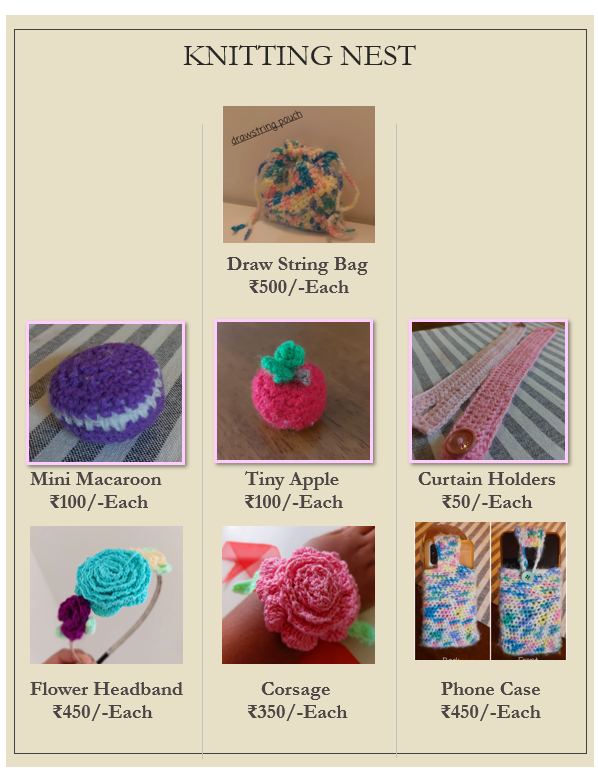 KNITTING NEST
drawstring pouch
Draw String Bag
₹500/-Each
Mini Macaroon
₹100/-Each
Tiny Apple
₹100/-Each
Curtain Holders
₹50/-Each
Back
Front
Flower Headband
₹450/-Each
Corsage
₹350/-Each
Phone Case
₹450/-Each